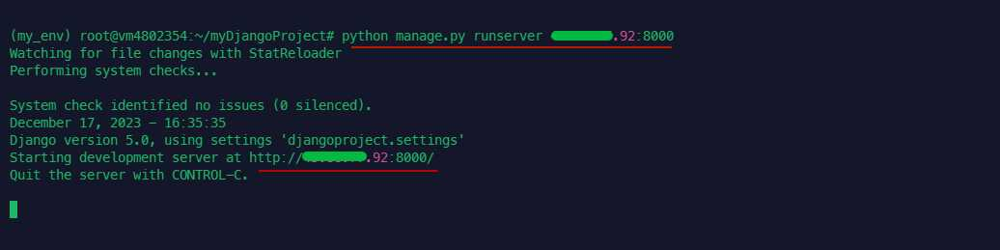 (my_env) root@vm4802354:~/myDjangoProject# python manage.py runserver .92:8000
Watching for file changes with StatReloader
Performing system checks...
System check identified no issues (0 silenced).
December 17, 2023 - 16:35:35
Django version 5.0, using settings 'djangoproject.settings'
Starting development server at http://.92:8000/
Quit the server with CONTROL-C.